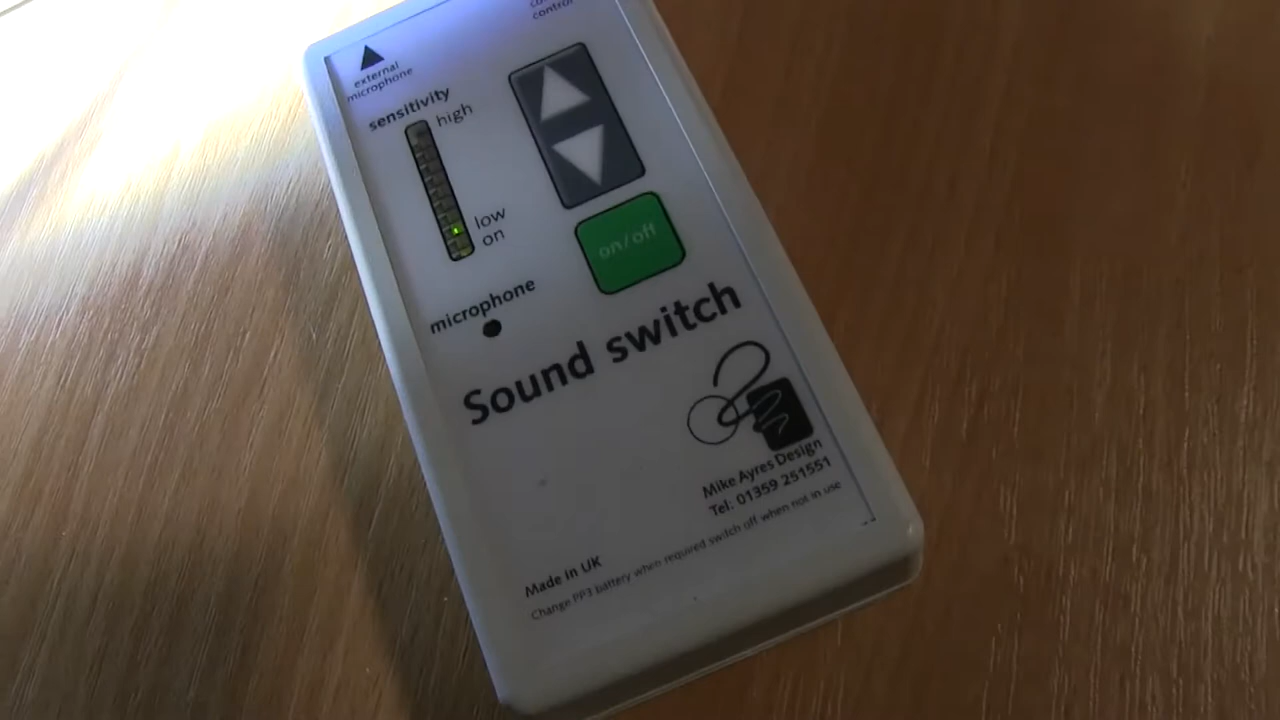 control
external
microphone
sensitivity
high
low
on
on/off
microphone
Sound switch
Mike Ayres Design
Tel: 01359 251551
Made in UK
Change PP3 battery when required switch off when not in use